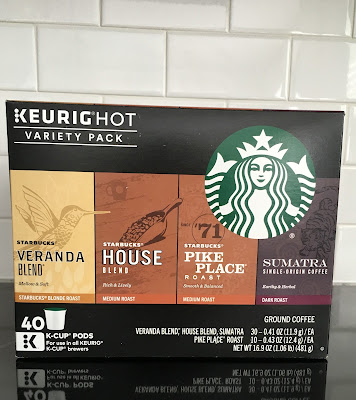 KEURIG HOT
VARIETY PACK
STARBUCKS®
VERANDA
BLEND®
Mellow & Soft
STARBUCKS® BLONDE ROAST
STARBUCKS®
HOUSE
BLEND
Rich & Lively
MEDIUM ROAST
'71
STARBUCKS®
PIKE
PLACE®
ROAST
Smooth & Balanced
MEDIUM ROAST
SUMATRA
SINGLE-ORIGIN COFFEE
Earthy & Herbal
DARK ROAST
GROUND COFFEE
40 K-CUP® PODS
K For use in all KEURIG®
K-CUP® brewers
VERANDA BLEND®, HOUSE BLEND, SUMATRA 30 – 0.41 OZ (11.9 g) / EA
PIKE PLACE® ROAST 10 – 0.43 OZ (12.4 g) / EA
NET WT 16.9 OZ (1.06 lb) (481 g)